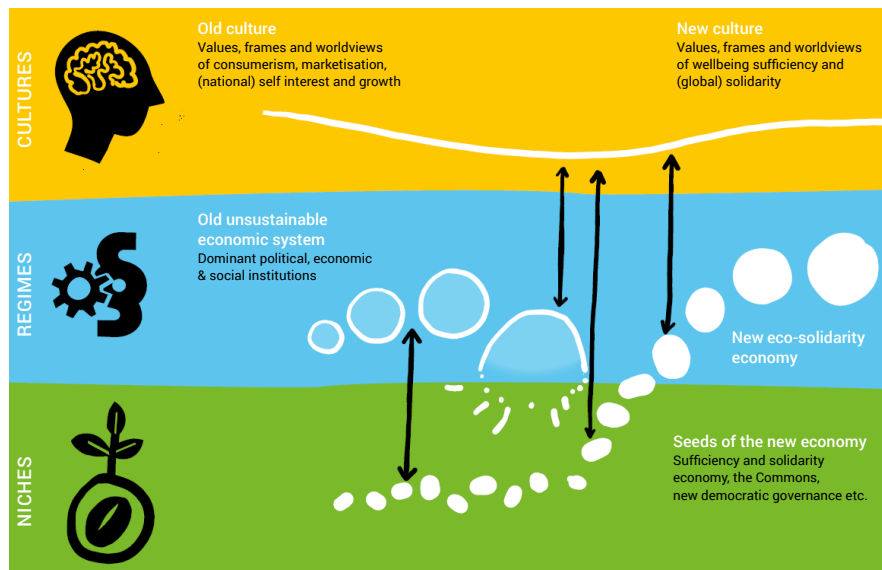 CULTURES
Old culture
Values, frames and worldviews
of consumerism, marketisation,
(national) self interest and growth
New culture
Values, frames and worldviews
of wellbeing sufficiency and
(global) solidarity
REGIMES
Old unsustainable
economic system
Dominant political, economic
& social institutions
New eco-solidarity
economy
NICHES
Seeds of the new economy
Sufficiency and solidarity
economy, the Commons,
new democratic governance etc.